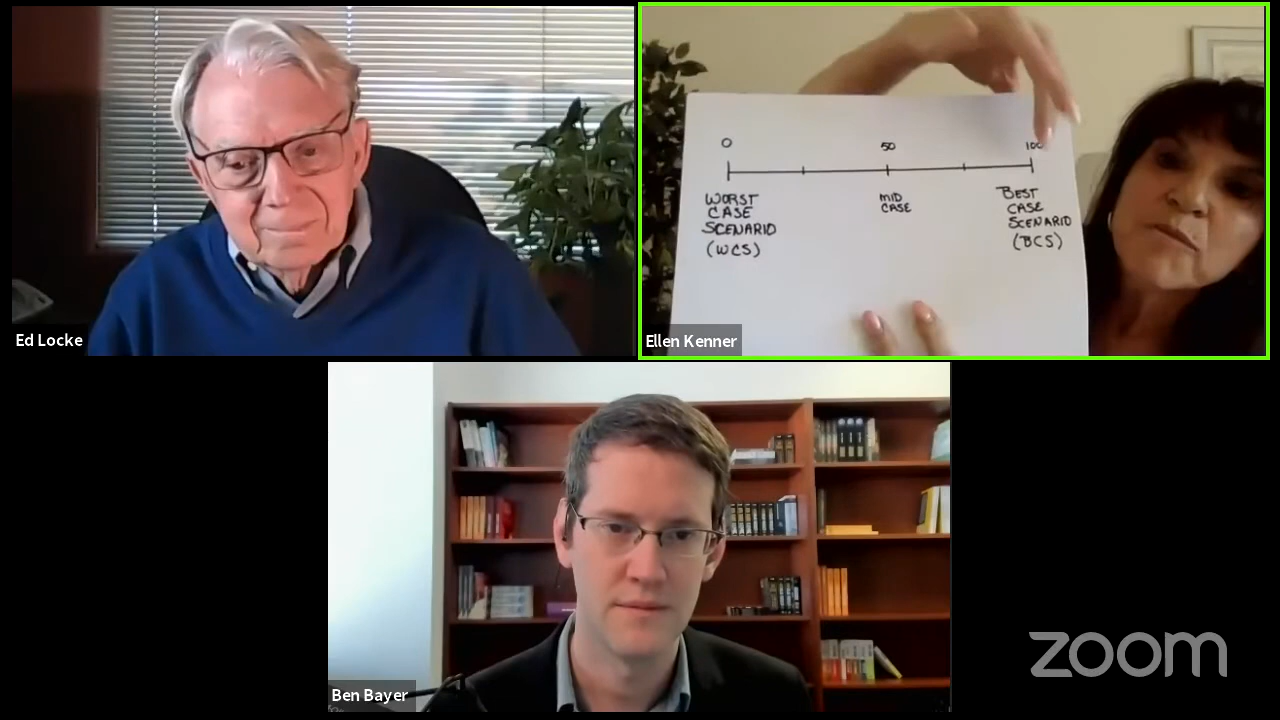 0 50 100
WORST
CASE
SCENARIO
(WCS)
MID
CASE
BEST
CASE
SCENARIO
(BCS)
Ed Locke
Ellen Kenner
Ben Bayer
zoom